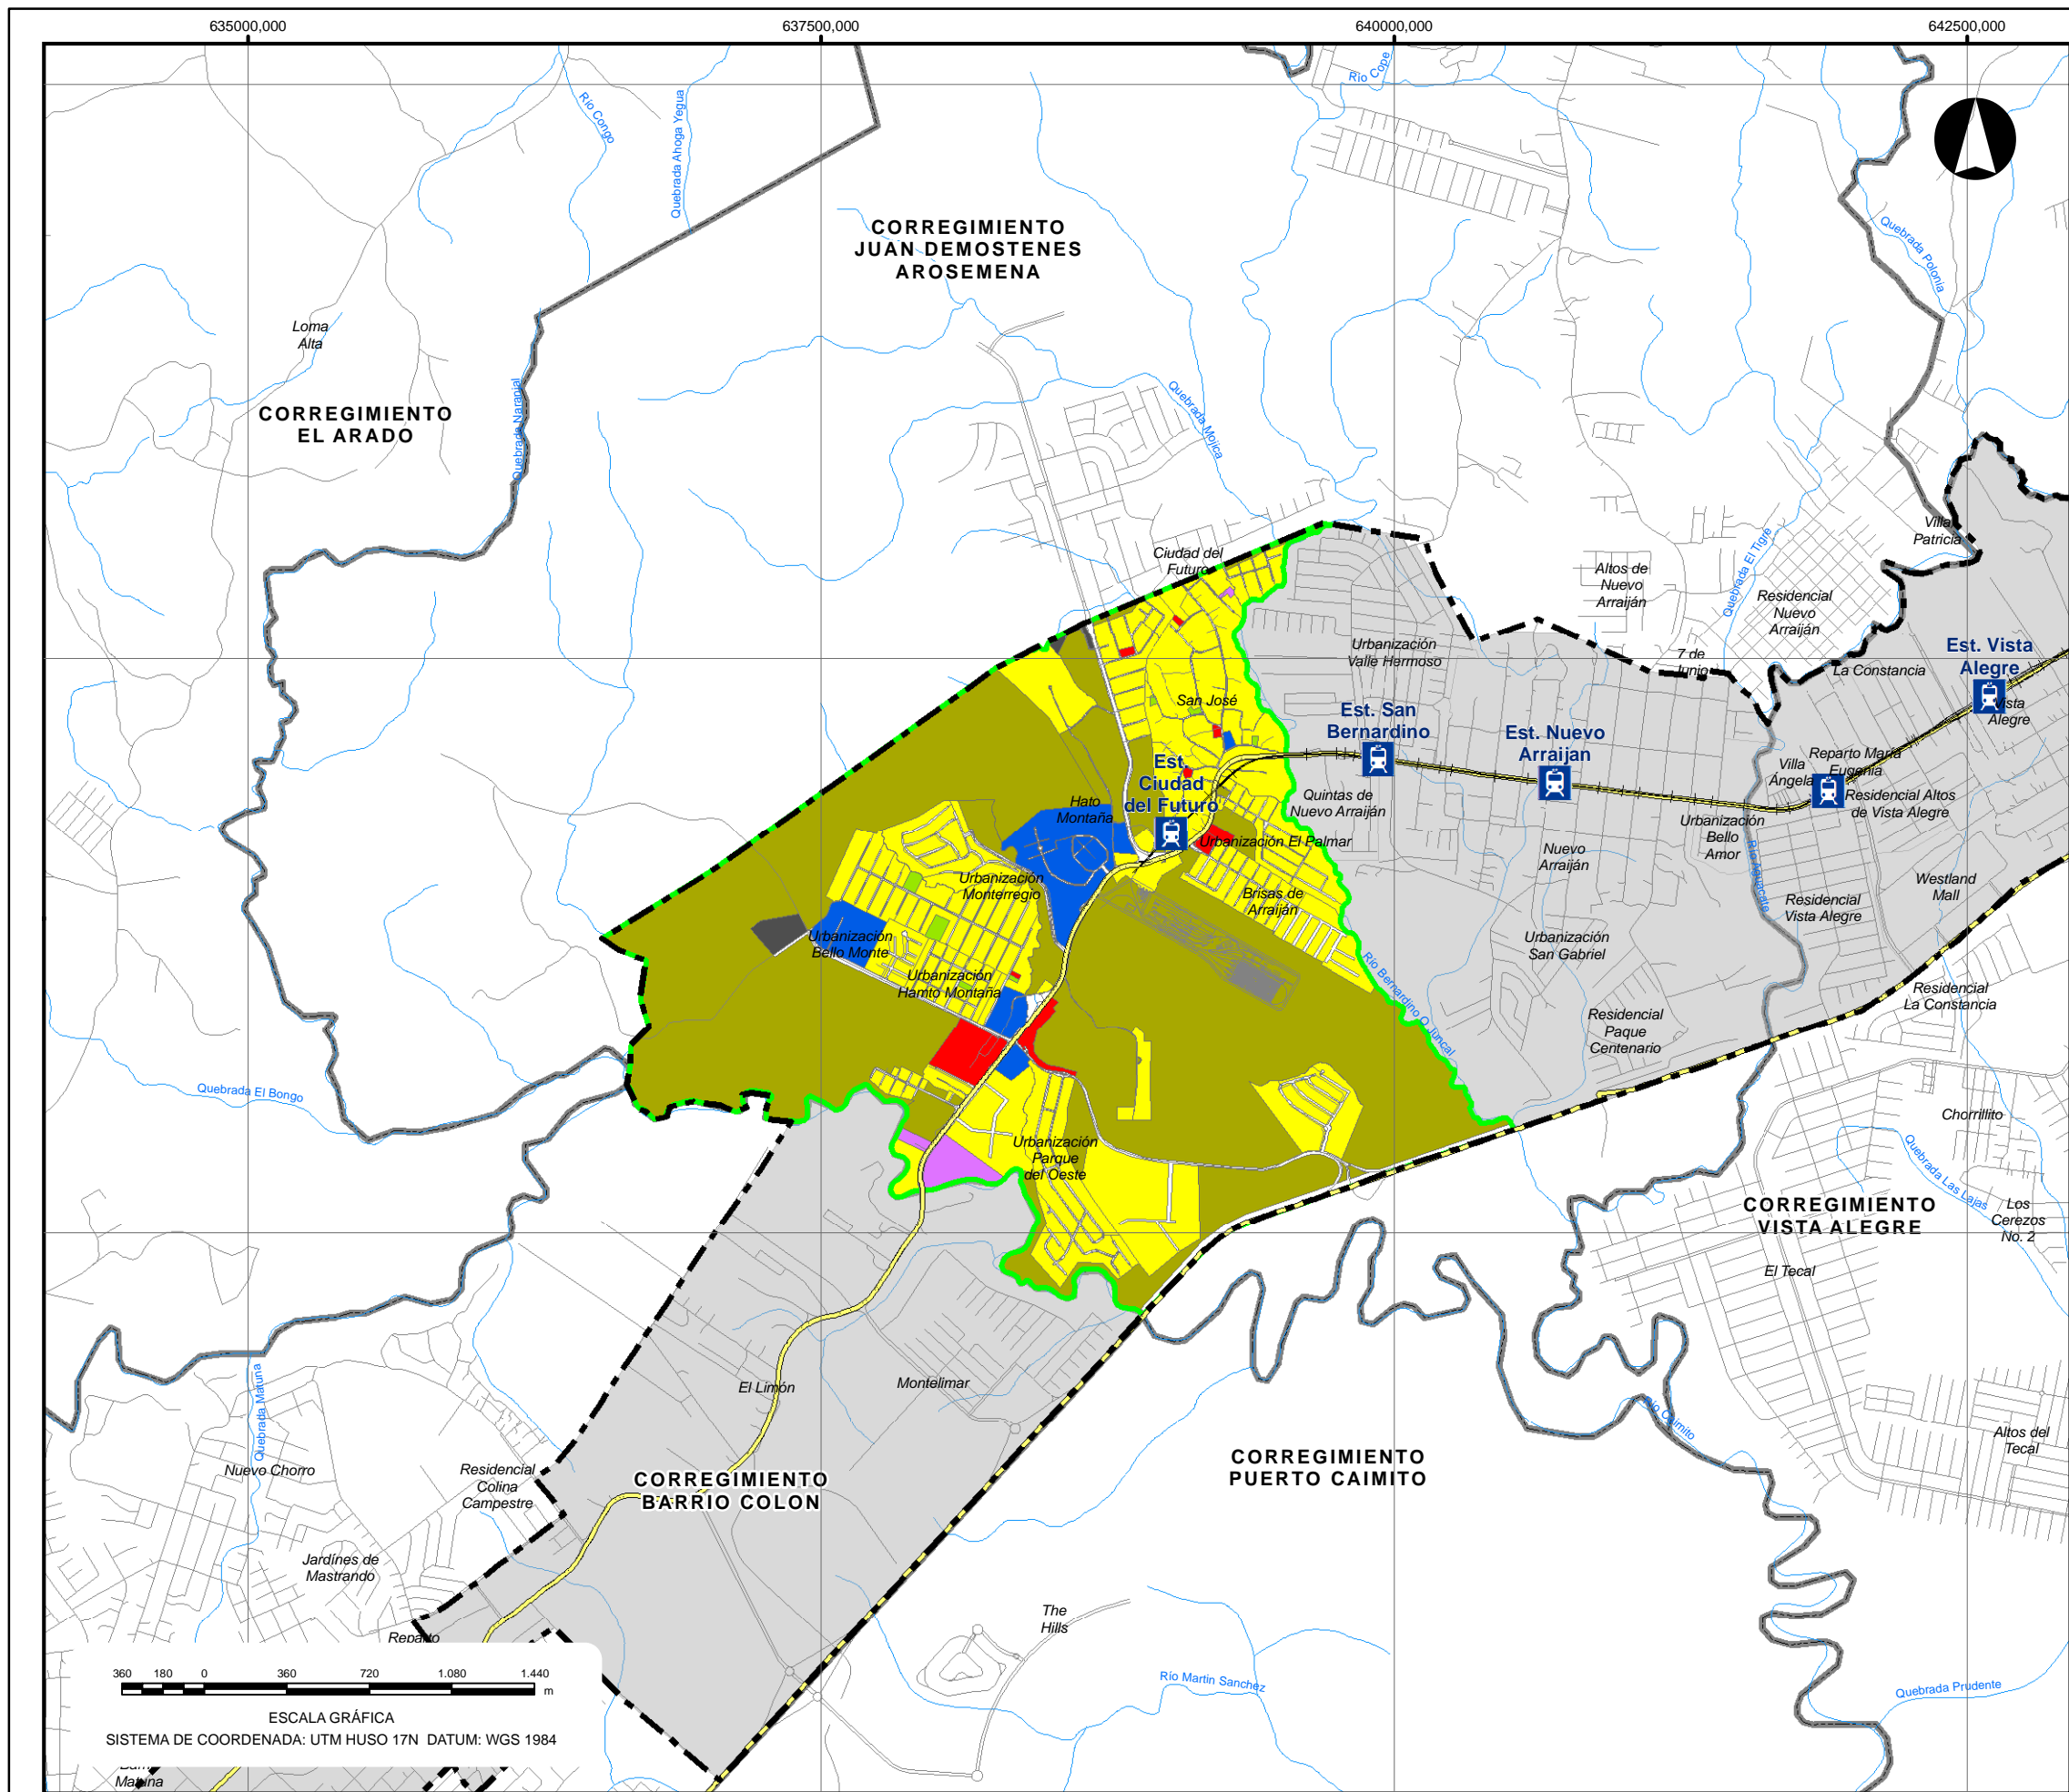 635000,000
637500,000
640000,000
642500,000
Río Cope
Río Congo
Quebrada Ahoga Yegua
CORREGIMIENTO
JUAN DEMOSTENES
AROSEMENA
Quebrada Polonia
Loma
Alta
Quebrada Naranjal
Quebrada Mojica
CORREGIMIENTO
EL ARADO
Villa
Patricia
Ciudad del
Futuro
Quebrada El Tigre
Altos de
Nuevo
Arraiján
Residencial
Nuevo
Arraiján
Urbanización
Valle Hermoso
7 de
Junio
La Constancia
Est. Vista
Alegre
Vista
Alegre
San José
Est. San
Bernardino
Est. Nuevo
Arraijan
Reparto María
Eugenia
Villa
Ángela
Est.
Ciudad
del Futuro
Hato
Montaña
Quintas de
Nuevo Arraiján
Residencial Altos
de Vista Alegre
Urbanización
Bello
Amor
Urbanización El Palmar
Nuevo
Arraiján
Río Aguacate
Urbanización
Monterregio
Brisas de
Arraiján
Westland
Mall
Residencial
Vista Alegre
Urbanización
Bello Monte
Urbanización
San Gabriel
Urbanización
Hamto Montaña
Río Bernardino O Juncal
Residencial
La Constancia
Residencial
Paque
Centenario
Quebrada El Bongo
Chorrillito
Urbanización
Parque
del Oeste
Quebrada Las Lajas
CORREGIMIENTO
VISTA ALEGRE
Los
Cerezos
No. 2
El Tecal
Quebrada Matuna
El Limón
Montelimar
Río Caimito
Altos del
Tecal
Nuevo Chorro
Residencial
Colina
Campestre
CORREGIMIENTO
BARRIO COLON
CORREGIMIENTO
PUERTO CAIMITO
Jardínes de
Mastrando
The
Hills
Reparto
Río Martin Sanchez
Quebrada Prudente
360 180 0 360 720 1.080 1.440
m
ESCALA GRÁFICA
SISTEMA DE COORDENADA: UTM HUSO 17N DATUM: WGS 1984
Matuna